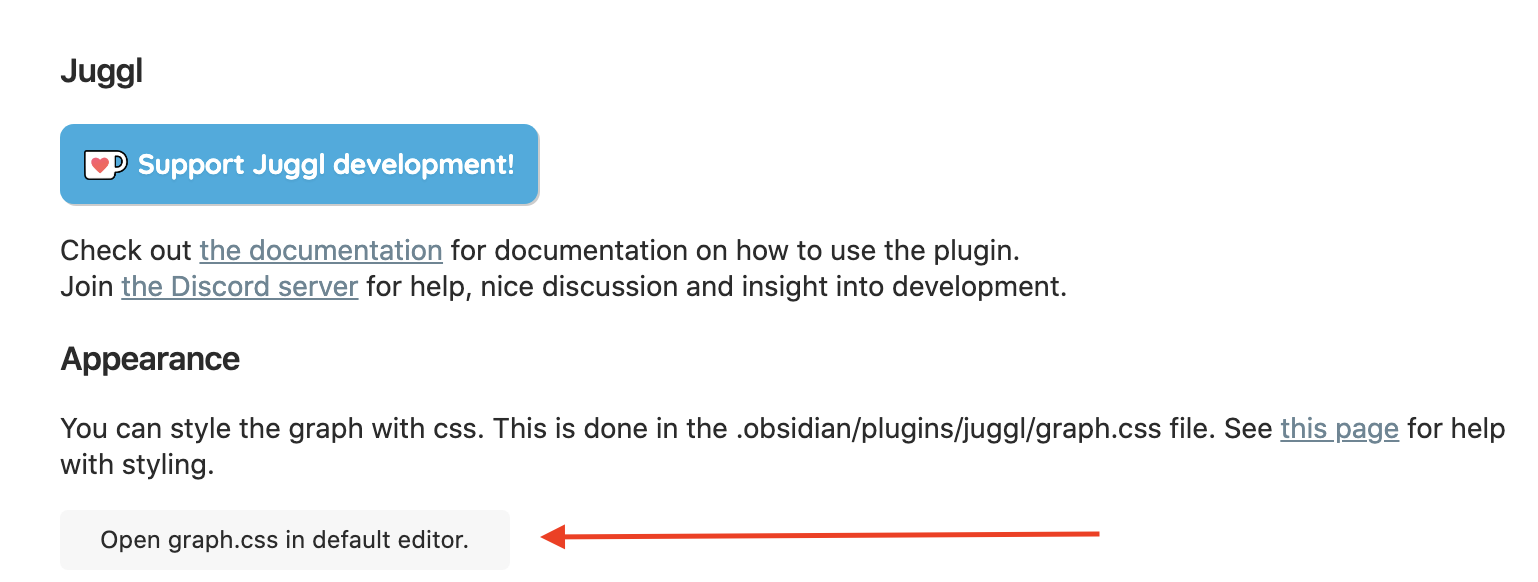 Juggl
Support Juggl development!
Check out the documentation for documentation on how to use the plugin.
Join the Discord server for help, nice discussion and insight into development.
Appearance
You can style the graph with css. This is done in the .obsidian/plugins/juggl/graph.css file. See this page for help
with styling.
Open graph.css in default editor.